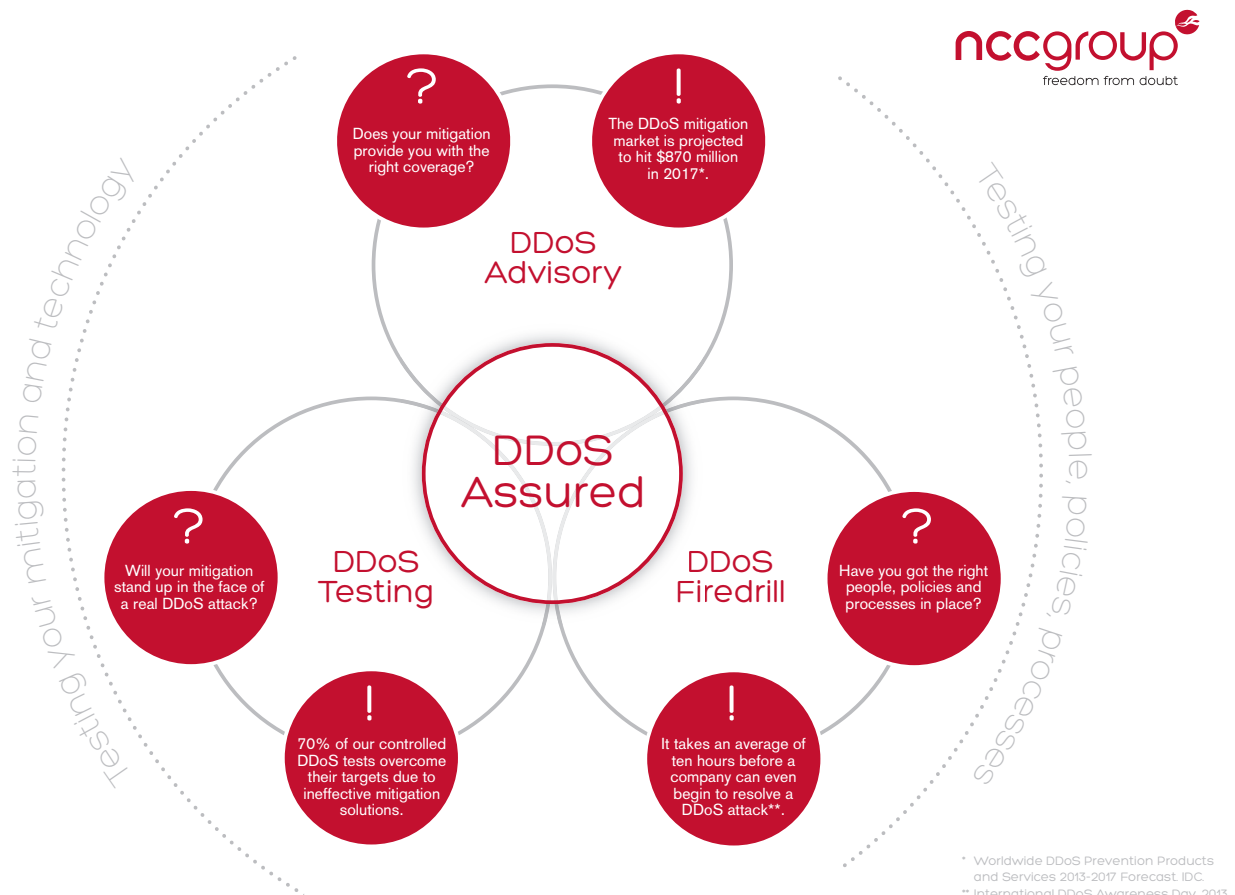 nccgroup
freedom from doubt
?
Does your mitigation
provide you with the
right coverage?
!
The DDoS mitigation
market is projected
to hit $870 million
in 2017*.
DDoS
Advisory
Testing your mitigation and technology
Testing your people, policies, processes
DDoS
Assured
?
Will your mitigation
stand up in the face of
a real DDoS attack?
DDoS
Testing
DDoS
Firedrill
?
Have you got the right
people, policies and
processes in place?
!
70% of our controlled
DDoS tests overcome
their targets due to
ineffective mitigation
solutions.
!
It takes an average of
ten hours before a
company can even
begin to resolve a
DDoS attack**.
* Worldwide DDoS Prevention Products
and Services 2013-2017 Forecast. IDC.
** International DDoS Awareness Day, 2013